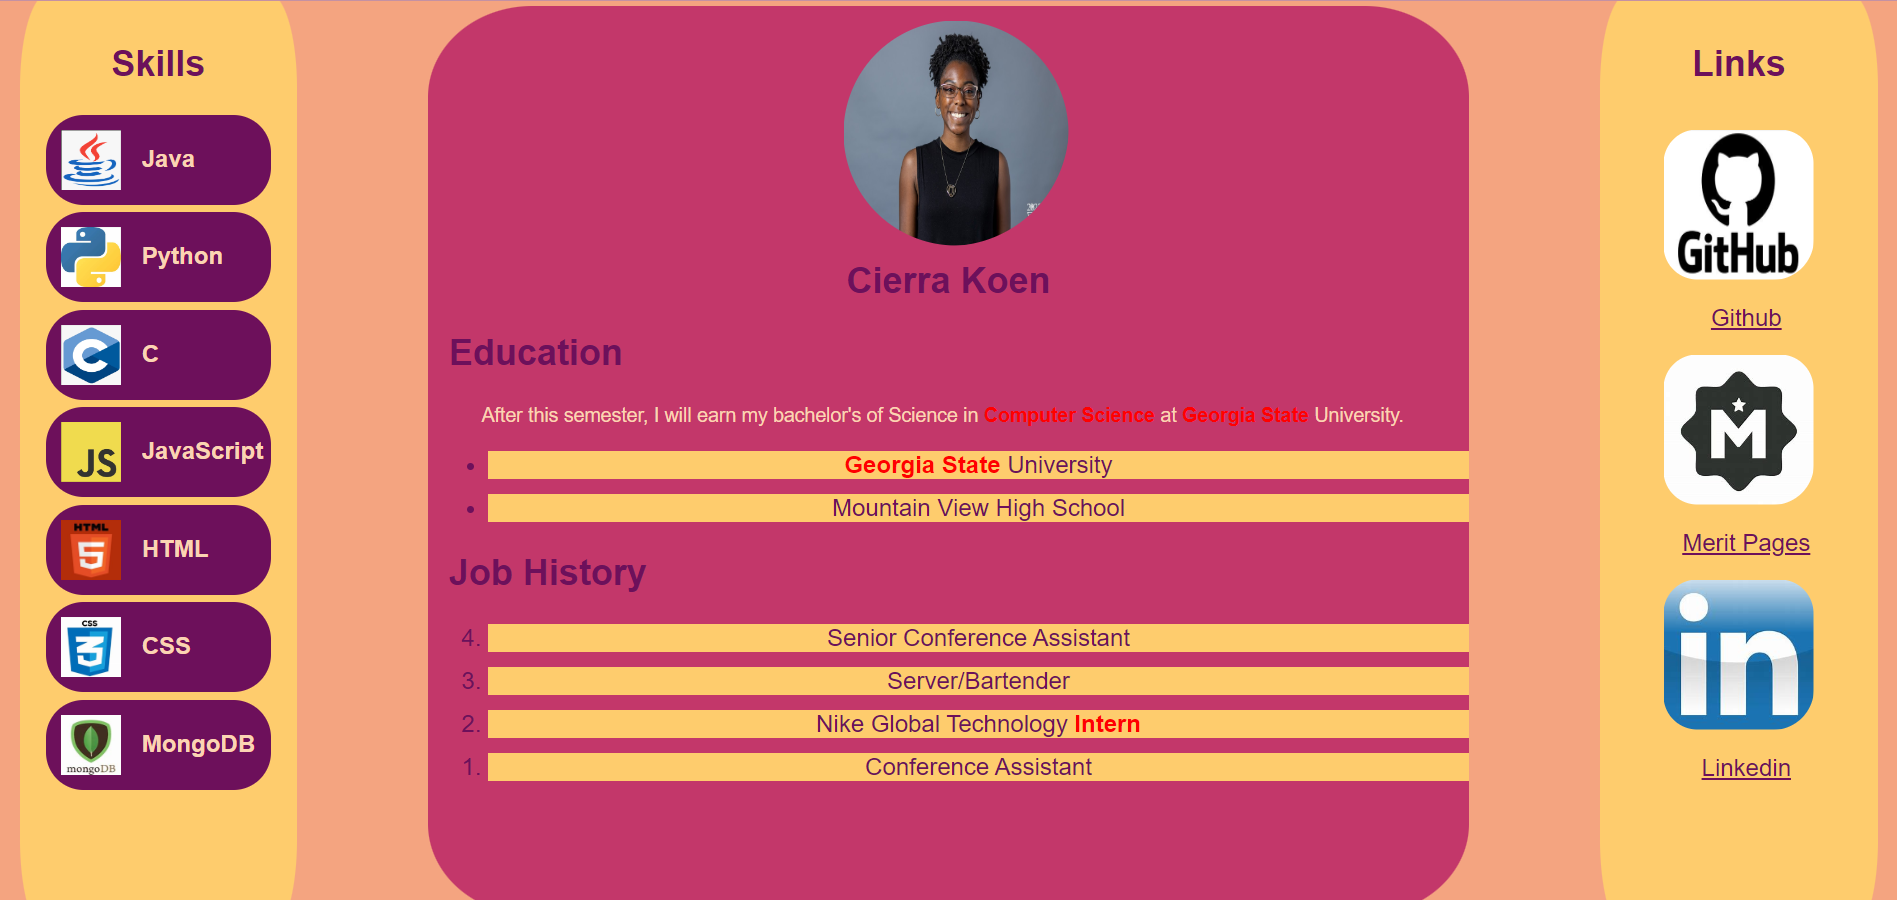 Skills
Java
Python
C
JS
JavaScript
HTML
5
HTML
CSS
3
CSS
mongoDB
MongoDB
Cierra Koen
Education
After this semester, I will earn my bachelor's of Science in Computer Science at Georgia State University.
• Georgia State University
• Mountain View High School
Job History
4. Senior Conference Assistant
3. Server/Bartender
2. Nike Global Technology Intern
1. Conference Assistant
Links
GitHub
Github
M
Merit Pages
in
Linkedin